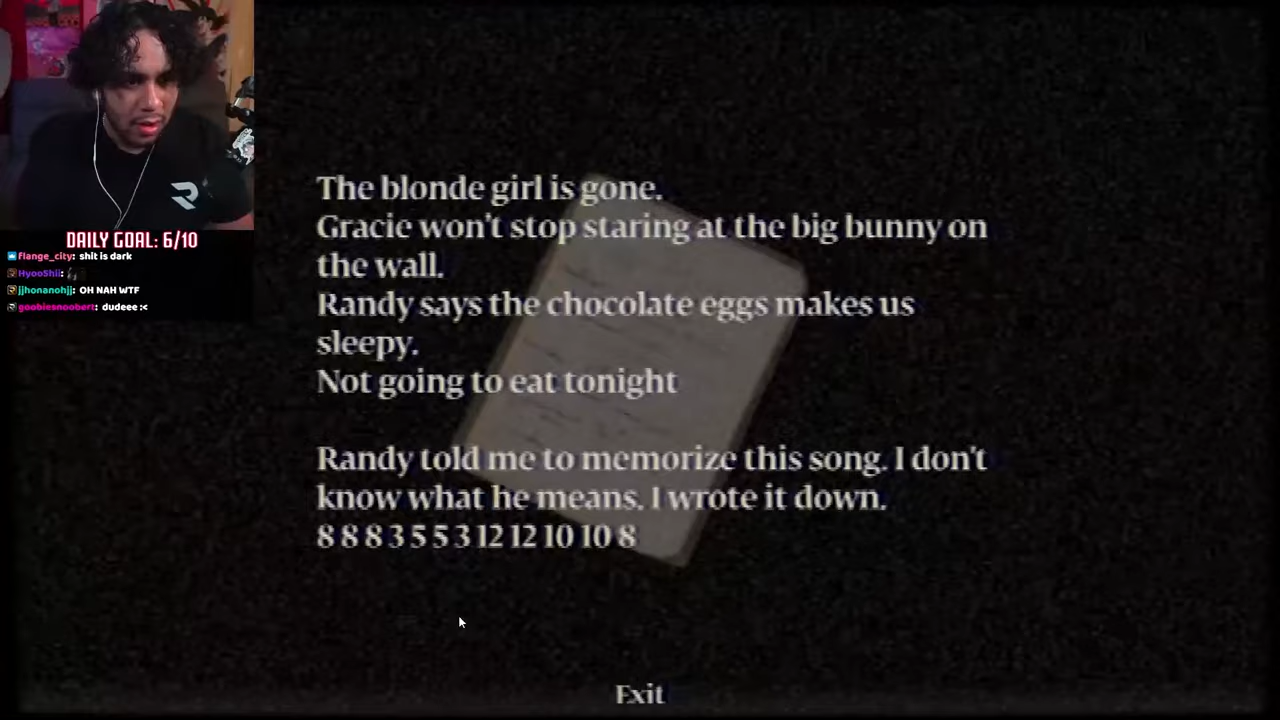 DAILY GOAL: 6/10
flange_city: shit is dark
HyooShii:
jjhonanohjj: OH NAH WTF
goobiesnoobert: dudeee :<
The blonde girl is gone.
Gracie won't stop staring at the big bunny on
the wall.
Randy says the chocolate eggs makes us
sleepy.
Not going to eat tonight
Randy told me to memorize this song. I don't
know what he means. I wrote it down.
8 8 8 3 5 5 3 12 12 10 10 8
Exit